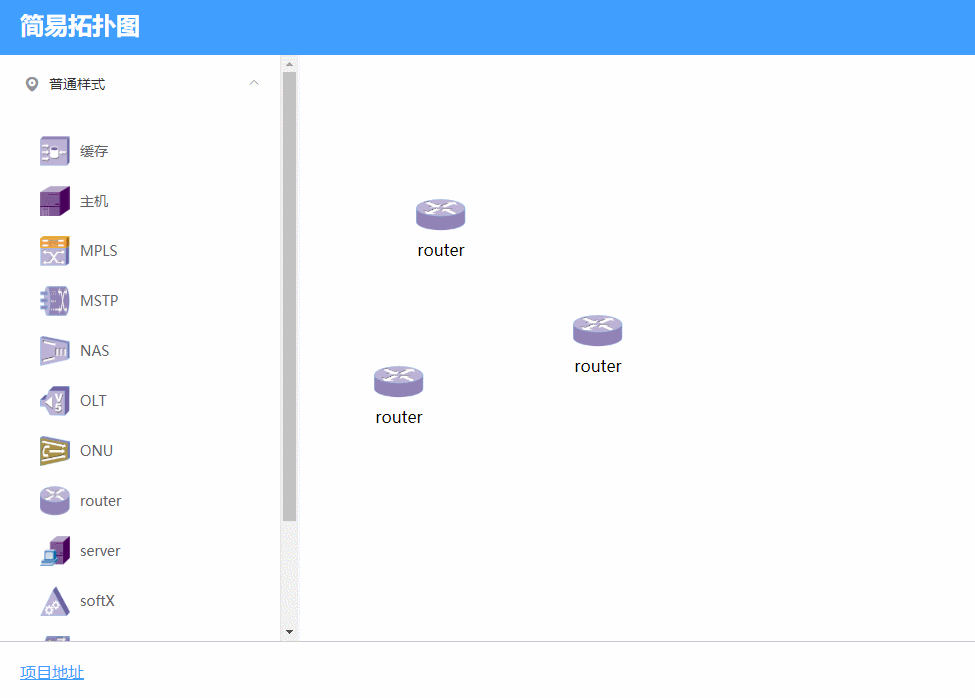 简易拓扑图
普通样式
缓存
主机
MPLS
MSTP
NAS
OLT
V5
ONU
router
server
softX
router
router
router
项目地址